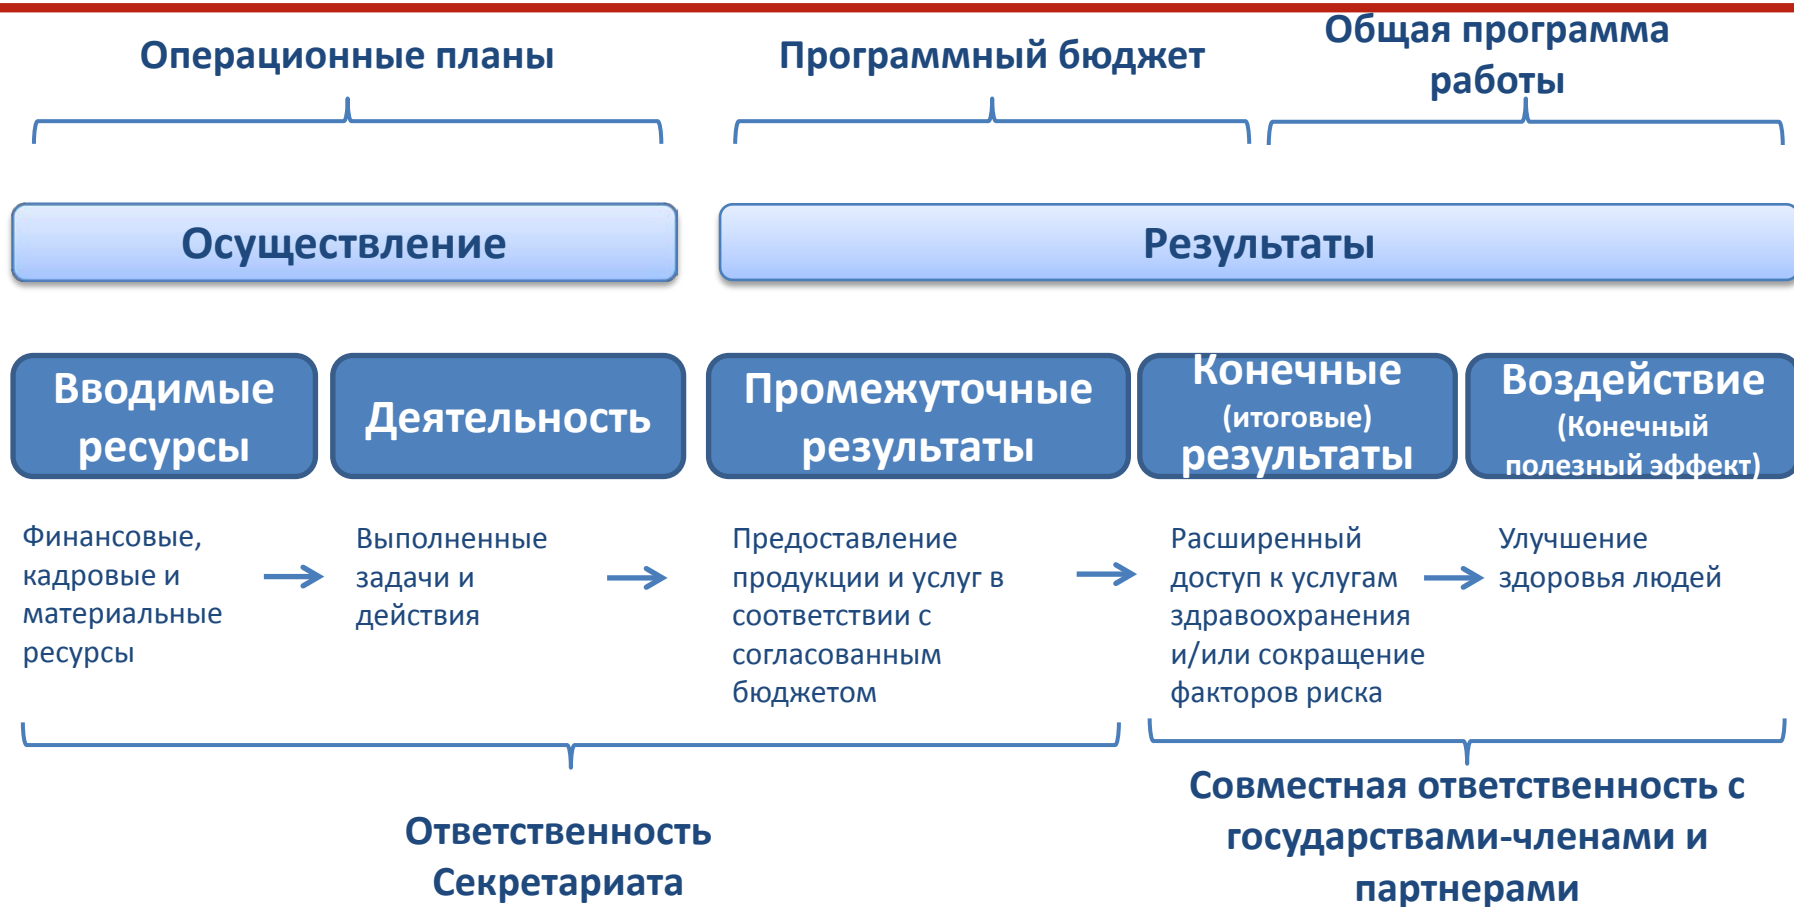 Операционные планы
Программный бюджет
Общая программа
работы
Осуществление
Результаты
Вводимые
ресурсы
Деятельность
Промежуточные
результаты
Конечные
(итоговые)
результаты
Воздействие
(Конечный
полезный эффект)
Финансовые,
кадровые и
материальные
ресурсы
Выполненные
задачи и
действия
Предоставление
продукции и услуг в
соответствии с
согласованным
бюджетом
Расширенный
доступ к услугам
здравоохранения
и/или сокращение
факторов риска
Улучшение
здоровья людей
Ответственность
Секретариата
Совместная ответственность с
государствами-членами и
партнерами